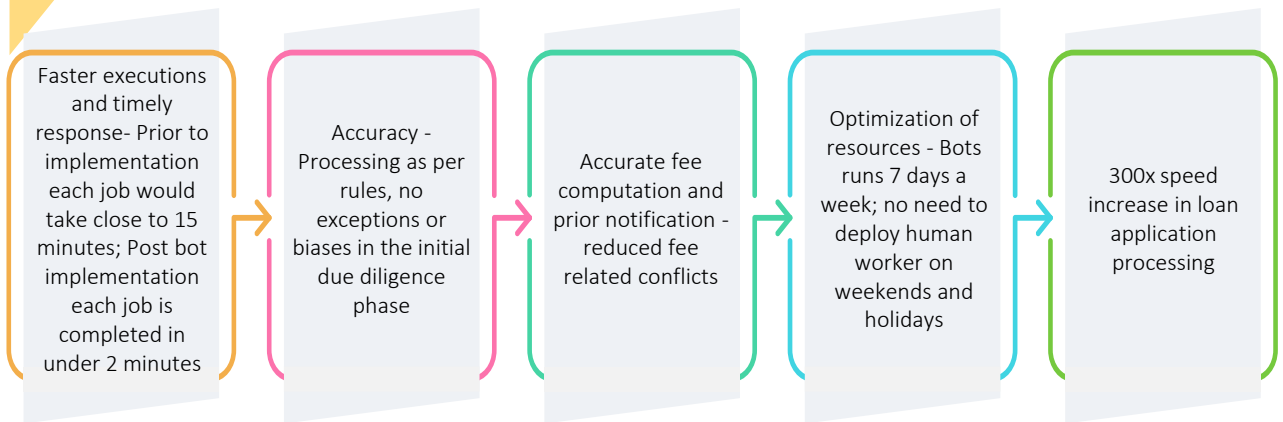 Faster executions
and timely
response- Prior to
implementation
each job would
take close to 15
minutes; Post bot
implementation
each job is
completed in
under 2 minutes
Accuracy -
Processing as per
rules, no
exceptions or
biases in the initial
due diligence
phase
Accurate fee
computation and
prior notification -
reduced fee
related conflicts
Optimization of
resources - Bots
runs 7 days a
week; no need to
deploy human
worker on
weekends and
holidays
300x speed
increase in loan
application
processing